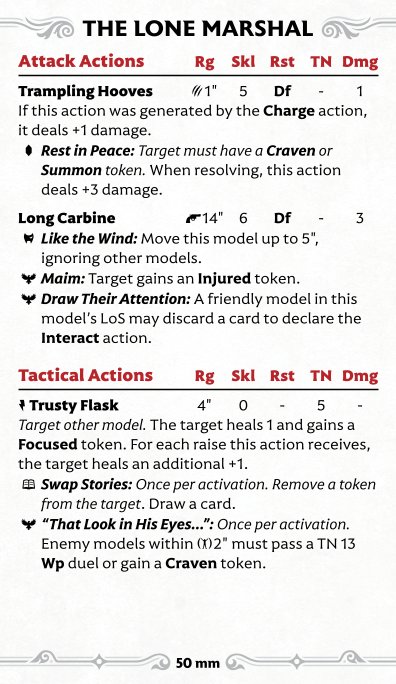 THE LONE MARSHAL
Attack Actions Rg Skl Rst TN Dmg
Trampling Hooves 1" 5 Df - 1
If this action was generated by the Charge action,
it deals +1 damage.
Rest in Peace: Target must have a Craven or
Summon token. When resolving, this action
deals +3 damage.
Long Carbine 14" 6 Df - 3
Like the Wind: Move this model up to 5",
ignoring other models.
Maim: Target gains an Injured token.
Draw Their Attention: A friendly model in this
model's LoS may discard a card to declare the
Interact action.
Tactical Actions Rg Skl Rst TN Dmg
Trusty Flask 4" 0 - 5 -
Target other model. The target heals 1 and gains a
Focused token. For each raise this action receives,
the target heals an additional +1.
Swap Stories: Once per activation. Remove a token
from the target. Draw a card.
"That Look in His Eyes...": Once per activation.
Enemy models within 2" must pass a TN 13
Wp duel or gain a Craven token.
50 mm